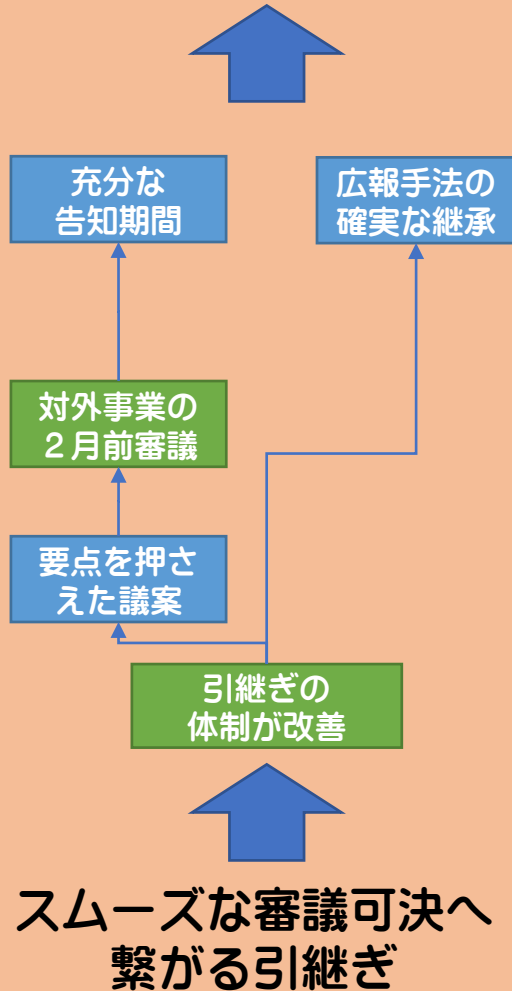 充分な
告知期間
広報手法の
確実な継承
対外事業の
２月前審議
要点を押さ
えた議案
引継ぎの
体制が改善
スムーズな審議可決へ
繋がる引継ぎ